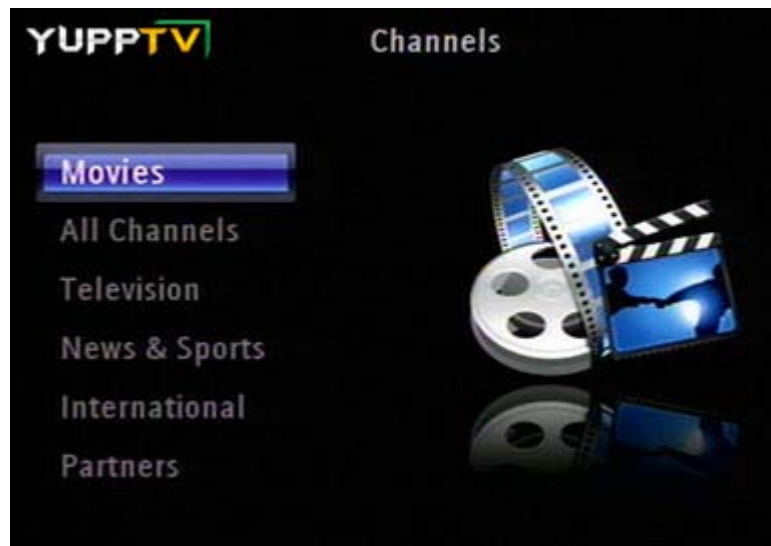 YUPPTV
Channels
Movies
All Channels
Television
News & Sports
International
Partners